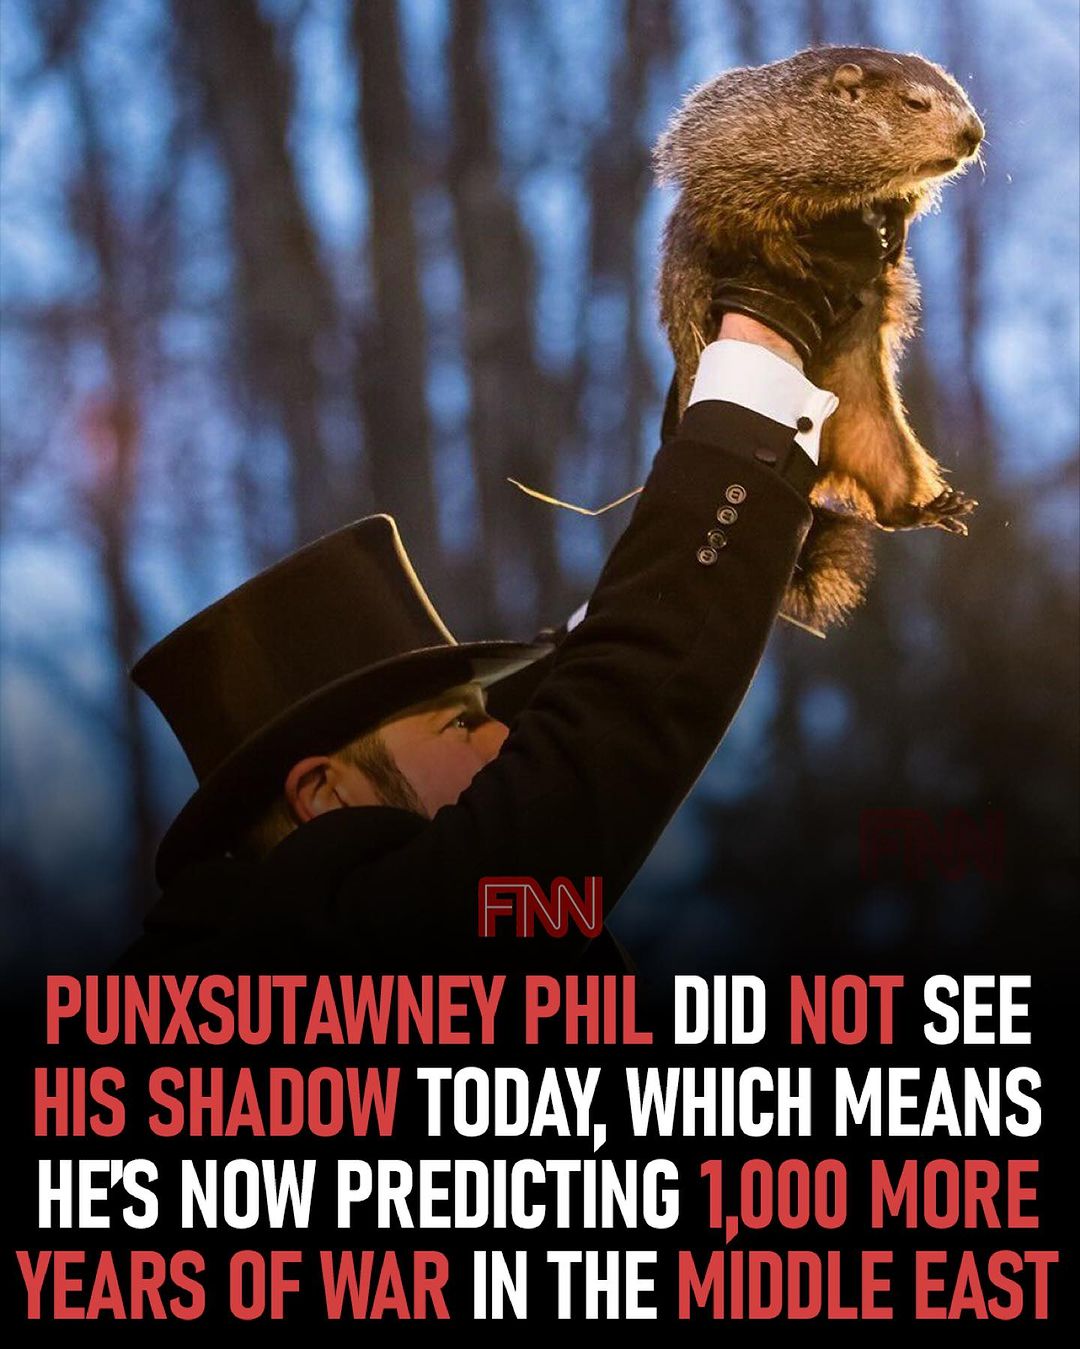 FNN
FNN
PUNXSUTAWNEY PHIL DID NOT SEE
HIS SHADOW TODAY, WHICH MEANS
HE'S NOW PREDICTING 1,000 MORE
YEARS OF WAR IN THE MIDDLE EAST